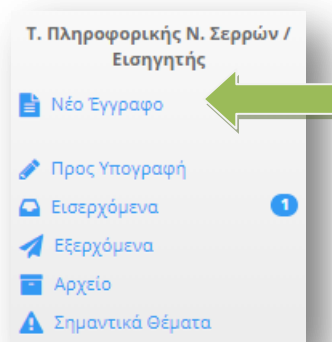 Τ. Πληροφορικής Ν. Σερρών /
Εισηγητής
Νέο Έγγραφο
Προς Υπογραφή
Εισερχόμενα 1
Εξερχόμενα
Αρχείο
Σημαντικά Θέματα